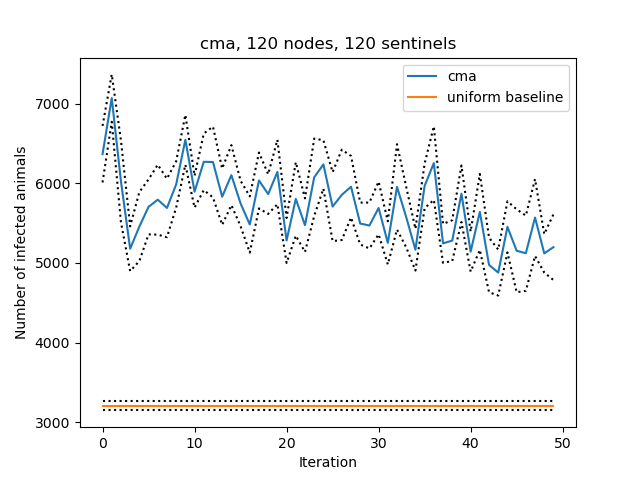 cma, 120 nodes, 120 sentinels
cma
uniform baseline
Number of infected animals
7000
6000
5000
4000
3000
0 10 20 30 40 50
Iteration